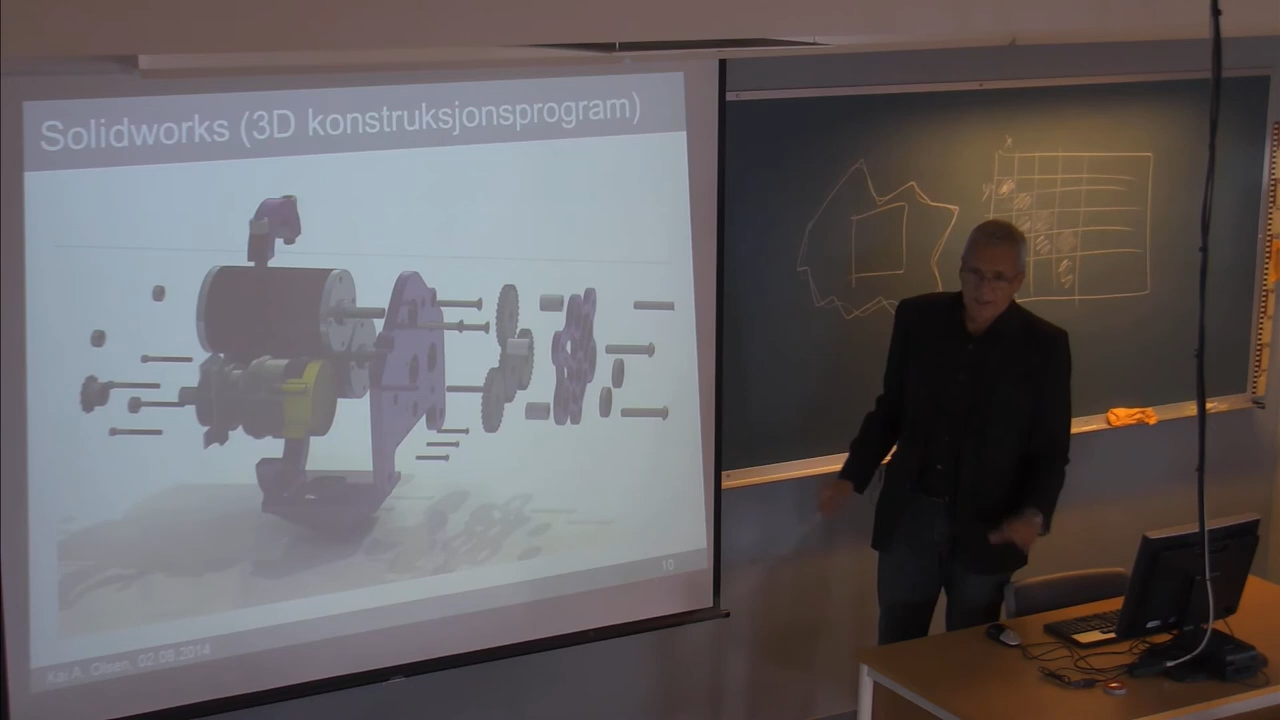 Solidworks (3D konstruksjonsprogram)
10
Kai A. Olsen, 02.09.2014
x
y